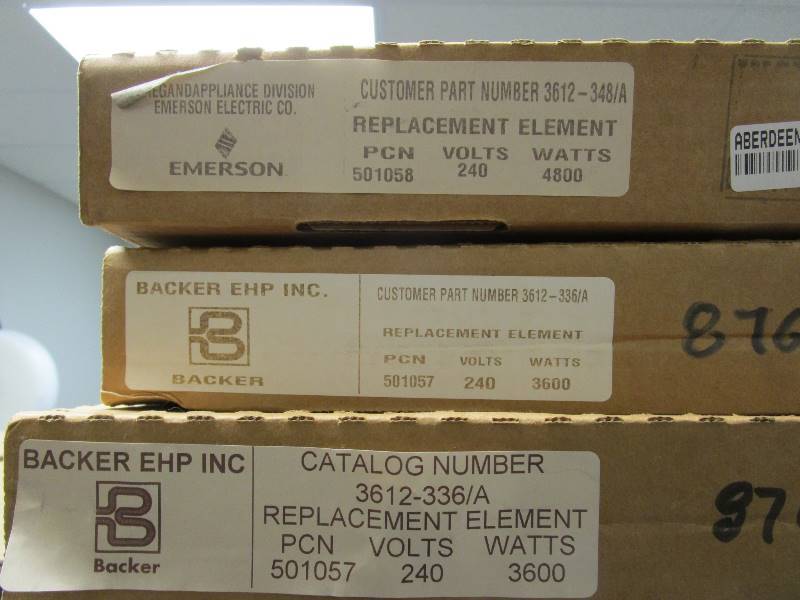 DIVISION
EMERSON ELECTRIC CO.
EMERSON
CUSTOMER PART NUMBER 3612-348/A
REPLACEMENT ELEMENT
PCN VOLTS WATTS
501058 240 4800
ABERDEEN
BACKER EHP INC.
BACKER
CUSTOMER PART NUMBER 3612-336/A
REPLACEMENT ELEMENT
PCN VOLTS WATTS
501057 240 3600
876
BACKER EHP INC
Backer
CATALOG NUMBER
3612-336/A
REPLACEMENT ELEMENT
PCN VOLTS WATTS
501057 240 3600